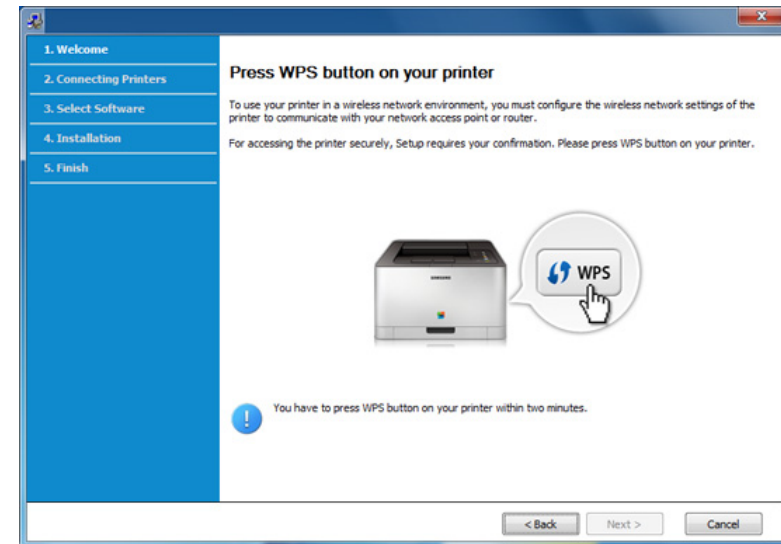 1. Welcome
2. Connecting Printers
3. Select Software
4. Installation
5. Finish
Press WPS button on your printer
To use your printer in a wireless network environment, you must configure the wireless network settings of the
printer to communicate with your network access point or router.
For accessing the printer securely, Setup requires your confirmation. Please press WPS button on your printer.
SAMSUNG
WPS
You have to press WPS button on your printer within two minutes.
< Back
Next >
Cancel